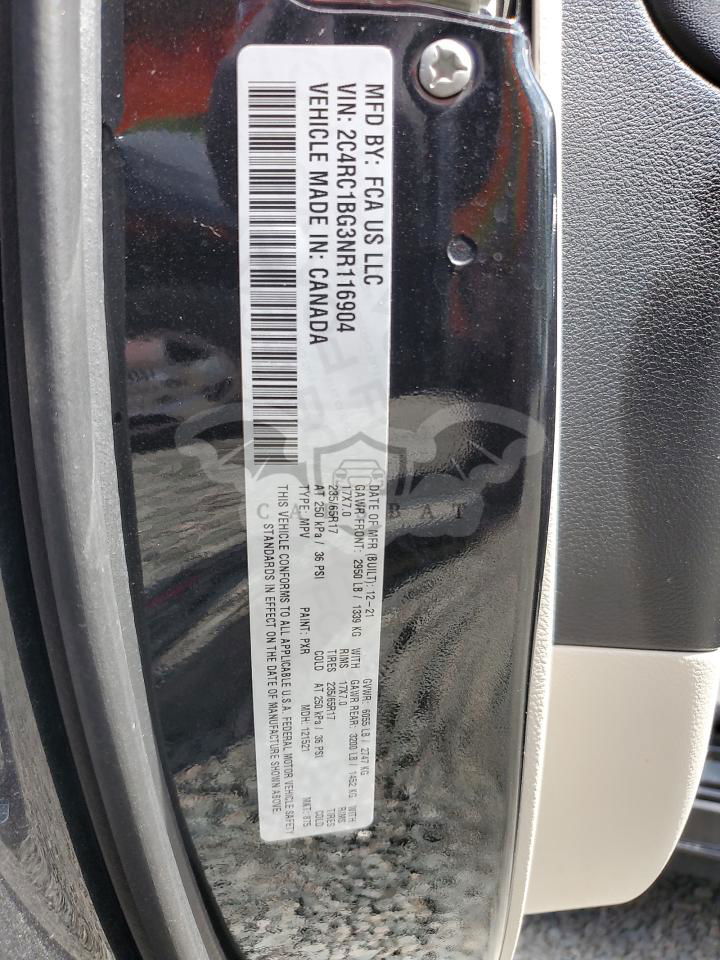 MFD BY: FCA US LLC
VIN: 2C4RC1BG3NR116904
VEHICLE MADE IN: CANADA
DATE OF MFR (BUILT): 12-21 GVWR: 6055 LB / 2747 KG
GAWR FRONT: 2950 LB / 1339 KG WITH GAWR REAR: 3200 LB / 1452 KG WITH
17X7.0 RIMS 17X7.0 RIMS
235/65R17 TIRES 235/65R17 TIRES
AT 250 kPa / 36 PSI COLD AT 250 kPa / 36 PSI COLD
TYPE: MPV PAINT: PXR MDH: 121521 MKT: 875
THIS VEHICLE CONFORMS TO ALL APPLICABLE U.S.A. FEDERAL MOTOR VEHICLE SAFETY
STANDARDS IN EFFECT ON THE DATE OF MANUFACTURE SHOWN ABOVE.